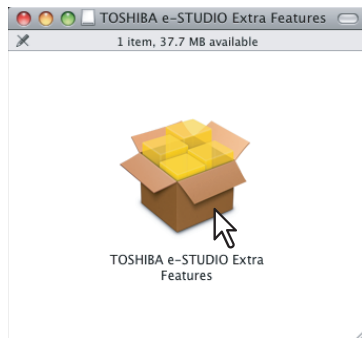 TOSHIBA e-STUDIO Extra Features
1 item, 37.7 MB available
TOSHIBA e-STUDIO Extra
Features